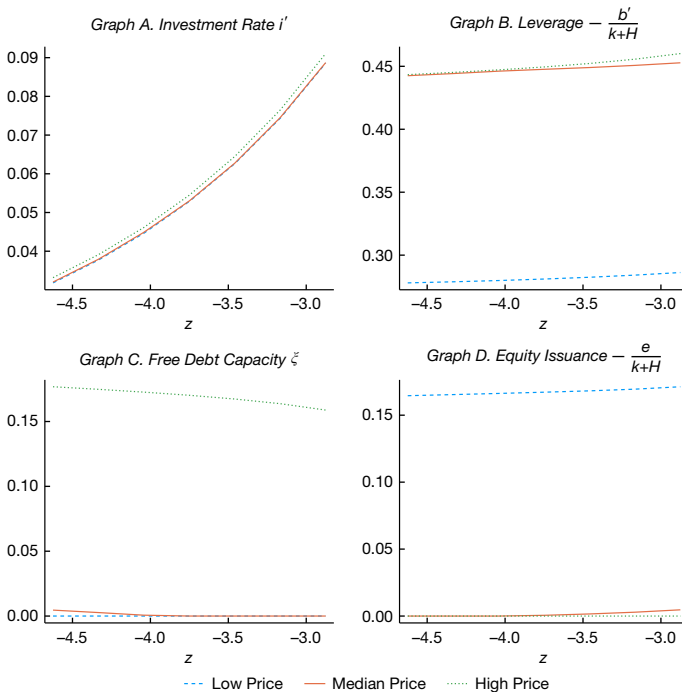 Graph A. Investment Rate i′
0.09
0.08
0.07
0.06
0.05
0.04
−4.5 −4.0 −3.5 −3.0
z
Graph B. Leverage − b′/k+H
0.45
0.40
0.30
−4.5 −4.0 −3.5 −3.0
z
Graph C. Free Debt Capacity ξ
0.15
0.10
0.05
0.00
−4.5 −4.0 −3.5 −3.0
z
Graph D. Equity Issuance − e/k+H
0.15
0.10
0.05
0.00
−4.5 −4.0 −3.5 −3.0
z
Low Price Median Price High Price